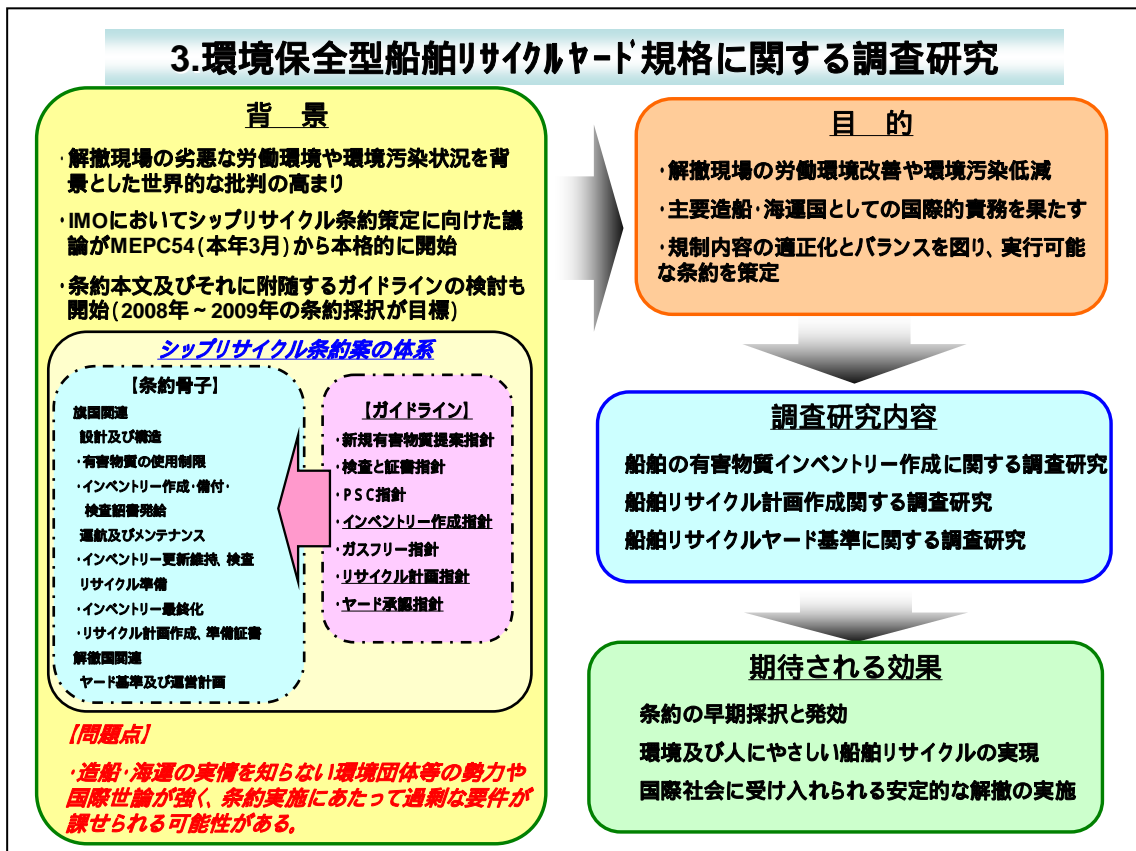 3.環境保全型船舶ﾘｻｲｸﾙﾔｰﾄﾞ規格に関する調査研究
背　景
・解撤現場の劣悪な労働環境や環境汚染状況を背
景とした世界的な批判の高まり
・IMOにおいてシップリサイクル条約策定に向けた議
論がMEPC54(本年3月)から本格的に開始
・条約本文及びそれに附随するガイドラインの検討も
開始(2008年～2009年の条約採択が目標)
シップリサイクル条約案の体系
【条約骨子】
旗国関連
設計及び構造
・有害物質の使用制限
・インベントリー作成・備付・
検査証書発給
運航及びメンテナンス
・インベントリー更新維持、検査
リサイクル準備
・インベントリー最終化
・リサイクル計画作成、準備証書
解撤国関連
ヤード基準及び運営計画
【ガイドライン】
・新規有害物質提案指針
・検査と証書指針
・PSC指針
・インベントリー作成指針
・ガスフリー指針
・リサイクル計画指針
・ヤード承認指針
【問題点】
・造船・海運の実情を知らない環境団体等の勢力や
国際世論が強く、条約実施にあたって過剰な要件が
課せられる可能性がある。
目　的
・解撤現場の労働環境改善や環境汚染低減
・主要造船・海運国としての国際的責務を果たす
・規制内容の適正化とバランスを図り、実行可能
な条約を策定
調査研究内容
船舶の有害物質インベントリー作成に関する調査研究
船舶リサイクル計画作成関する調査研究
船舶リサイクルヤード基準に関する調査研究
期待される効果
条約の早期採択と発効
環境及び人にやさしい船舶リサイクルの実現
国際社会に受け入れられる安定的な解撤の実施